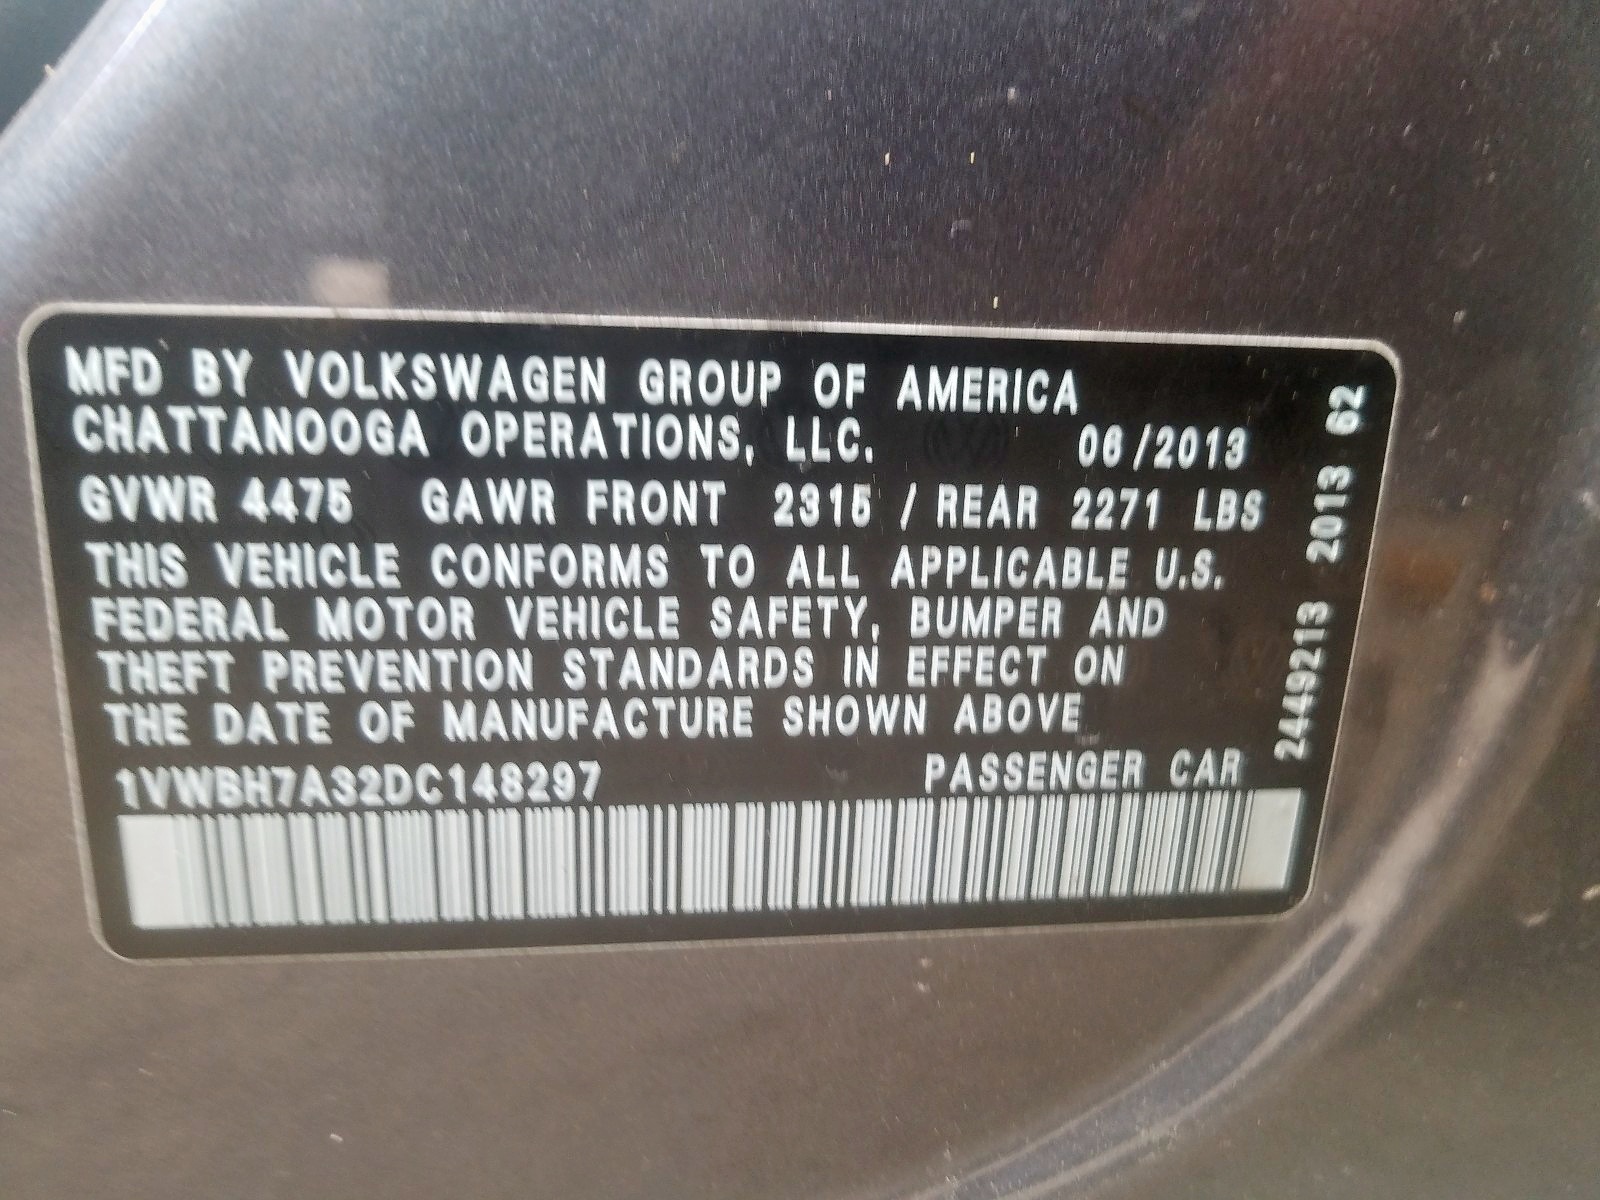 MFD BY VOLKSWAGEN GROUP OF AMERICA
CHATTANOOGA OPERATIONS, LLC. 06/2013
GVWR 4475 GAWR FRONT 2315 / REAR 2271 LBS
THIS VEHICLE CONFORMS TO ALL APPLICABLE U.S.
FEDERAL MOTOR VEHICLE SAFETY, BUMPER AND
THEFT PREVENTION STANDARDS IN EFFECT ON
THE DATE OF MANUFACTURE SHOWN ABOVE
1VWBH7A32DC148297 PASSENGER CAR
2449213 2013 62